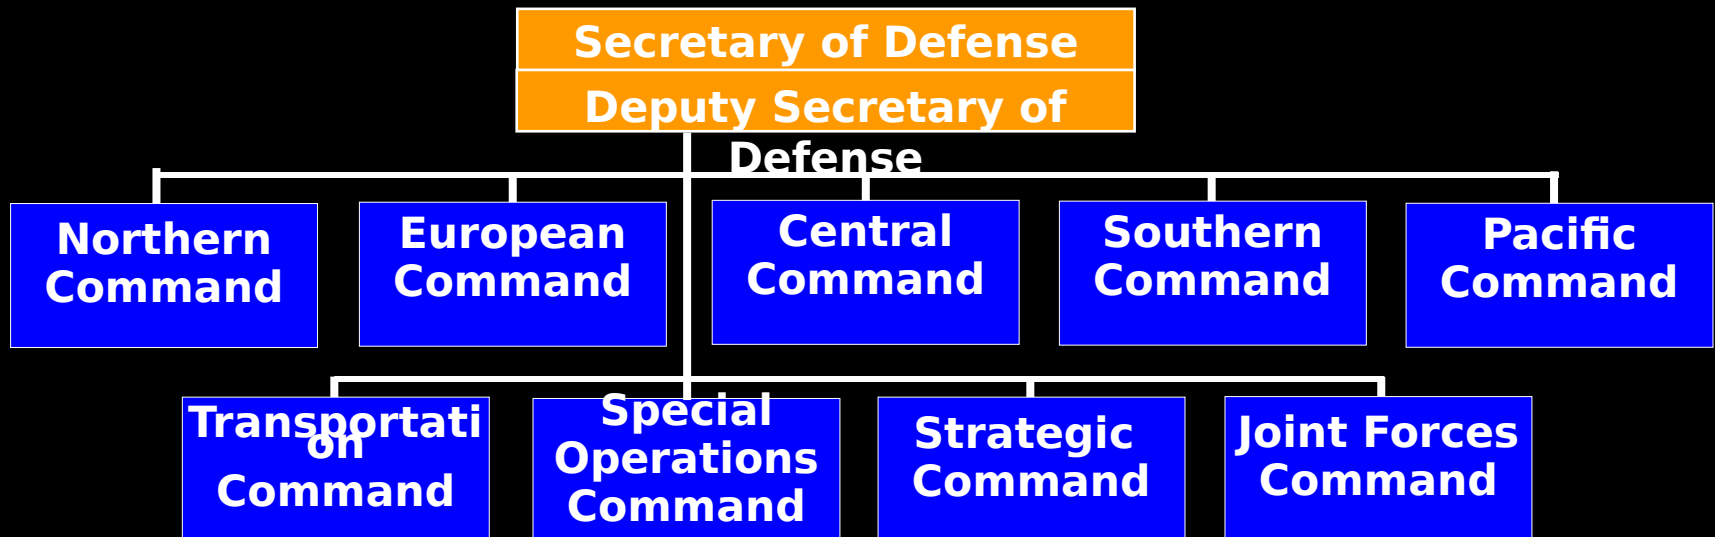 Secretary of Defense
Deputy Secretary of
Defense
Northern
Command
European
Command
Central
Command
Southern
Command
Pacific
Command
Transportati
on
Command
Special
Operations
Command
Strategic
Command
Joint Forces
Command